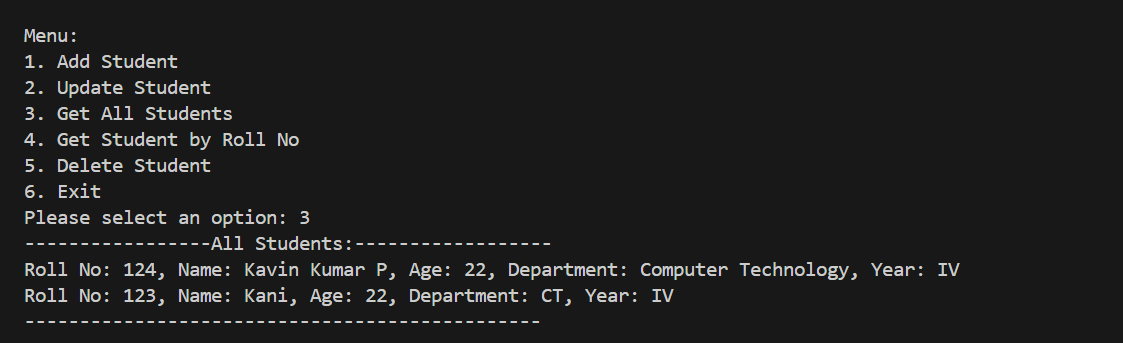 Menu:
1. Add Student
2. Update Student
3. Get All Students
4. Get Student by Roll No
5. Delete Student
6. Exit
Please select an option: 3
-----------------All Students:------------------
Roll No: 124, Name: Kavin Kumar P, Age: 22, Department: Computer Technology, Year: IV
Roll No: 123, Name: Kani, Age: 22, Department: CT, Year: IV
-----------------------------------------------